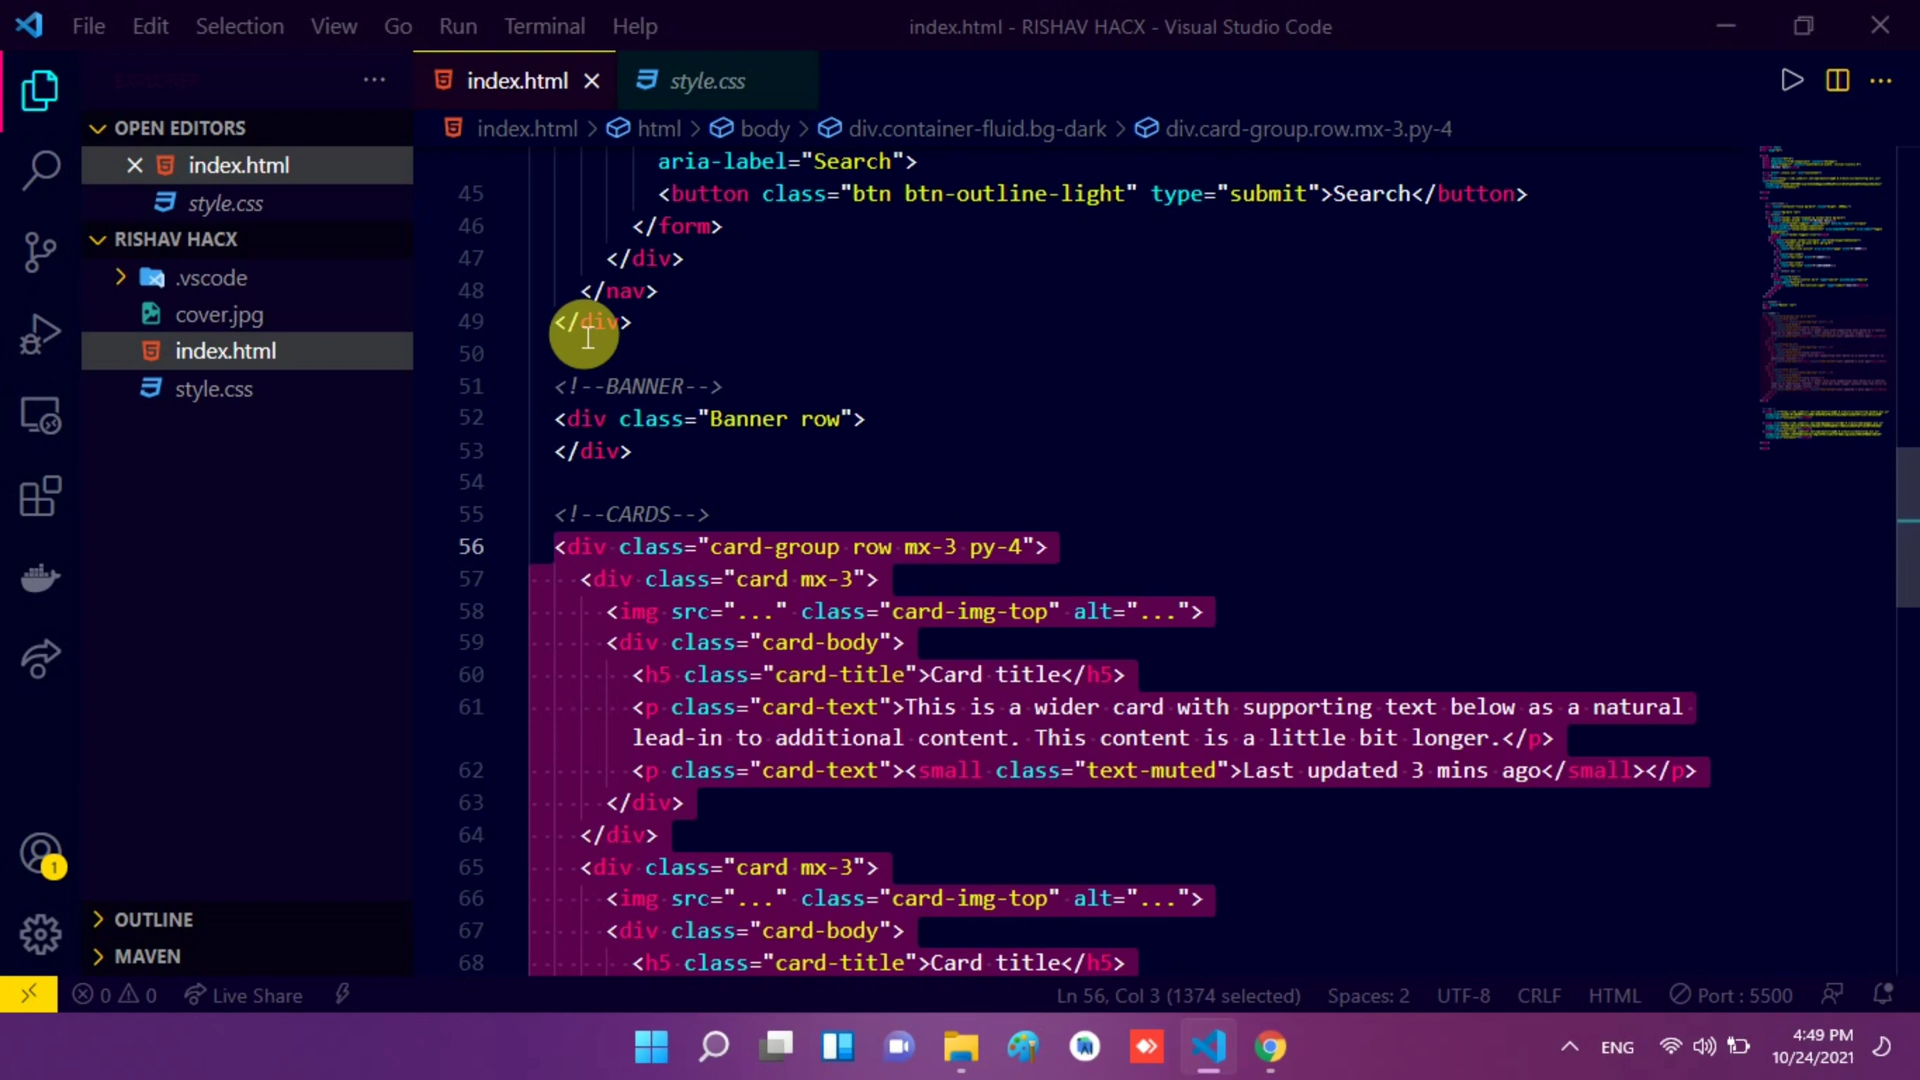 File Edit Selection View Go Run Terminal Help index.html - RISHAV HACX - Visual Studio Code
EXPLORER ...
index.html style.css
index.html > html > body > div.container-fluid.bg-dark > div.card-group.row.mx-3.py-4
OPEN EDITORS
index.html
style.css
RISHAV HACX
.vscode
cover.jpg
index.html
style.css
OUTLINE
MAVEN
1
aria-label="Search">
45 <button class="btn btn-outline-light" type="submit">Search</button>
46 </form>
47 </div>
48 </nav>
49 </div>
50
51 <!--BANNER-->
52 <div class="Banner row">
53 </div>
54
55 <!--CARDS-->
56 <div class="card-group row mx-3 py-4">
57 <div class="card mx-3">
58 <img src="..." class="card-img-top" alt="...">
59 <div class="card-body">
60 <h5 class="card-title">Card title</h5>
61 <p class="card-text">This is a wider card with supporting text below as a natural
lead-in to additional content. This content is a little bit longer.</p>
62 <p class="card-text"><small class="text-muted">Last updated 3 mins ago</small></p>
63 </div>
64 </div>
65 <div class="card mx-3">
66 <img src="..." class="card-img-top" alt="...">
67 <div class="card-body">
68 <h5 class="card-title">Card title</h5>
0 0 Live Share Ln 56, Col 3 (1374 selected) Spaces: 2 UTF-8 CRLF HTML Port : 5500
ENG 4:49 PM
10/24/2021